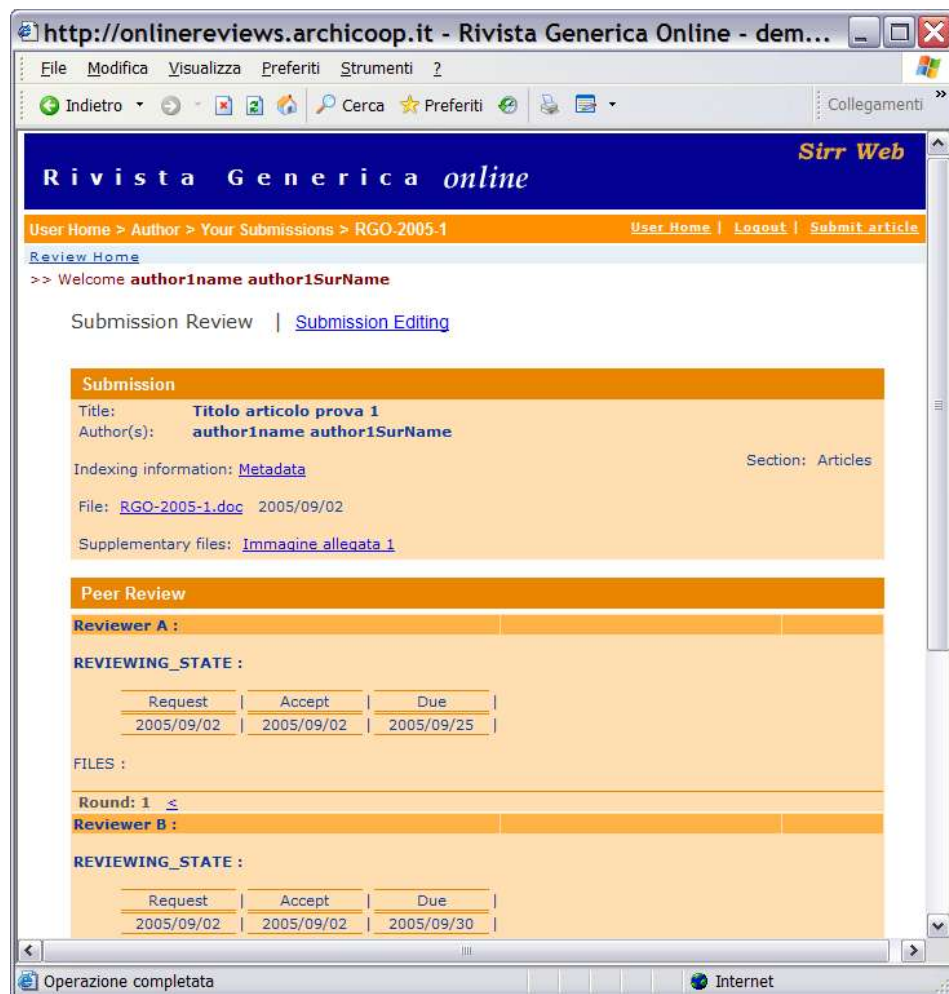 http://onlinereviews.archicoop.it - Rivista Generica Online - dem...
File Modifica Visualizza Preferiti Strumenti ?
Indietro Cerca Preferiti Collegamenti »
Sirr Web
Rivista Generica online
User Home > Author > Your Submissions > RGO-2005-1 User Home | Logout | Submit article
Review Home
>> Welcome author1name author1SurName
Submission Review | Submission Editing
Submission
Title: Titolo articolo prova 1
Author(s): author1name author1SurName
Section: Articles
Indexing information: Metadata
File: RGO-2005-1.doc 2005/09/02
Supplementary files: Immagine allegata 1
Peer Review
Reviewer A :
REVIEWING_STATE :
Request | Accept | Due |
2005/09/02 | 2005/09/02 | 2005/09/25 |
FILES :
Round: 1 <
Reviewer B :
REVIEWING_STATE :
Request | Accept | Due |
2005/09/02 | 2005/09/02 | 2005/09/30 |
Operazione completata Internet